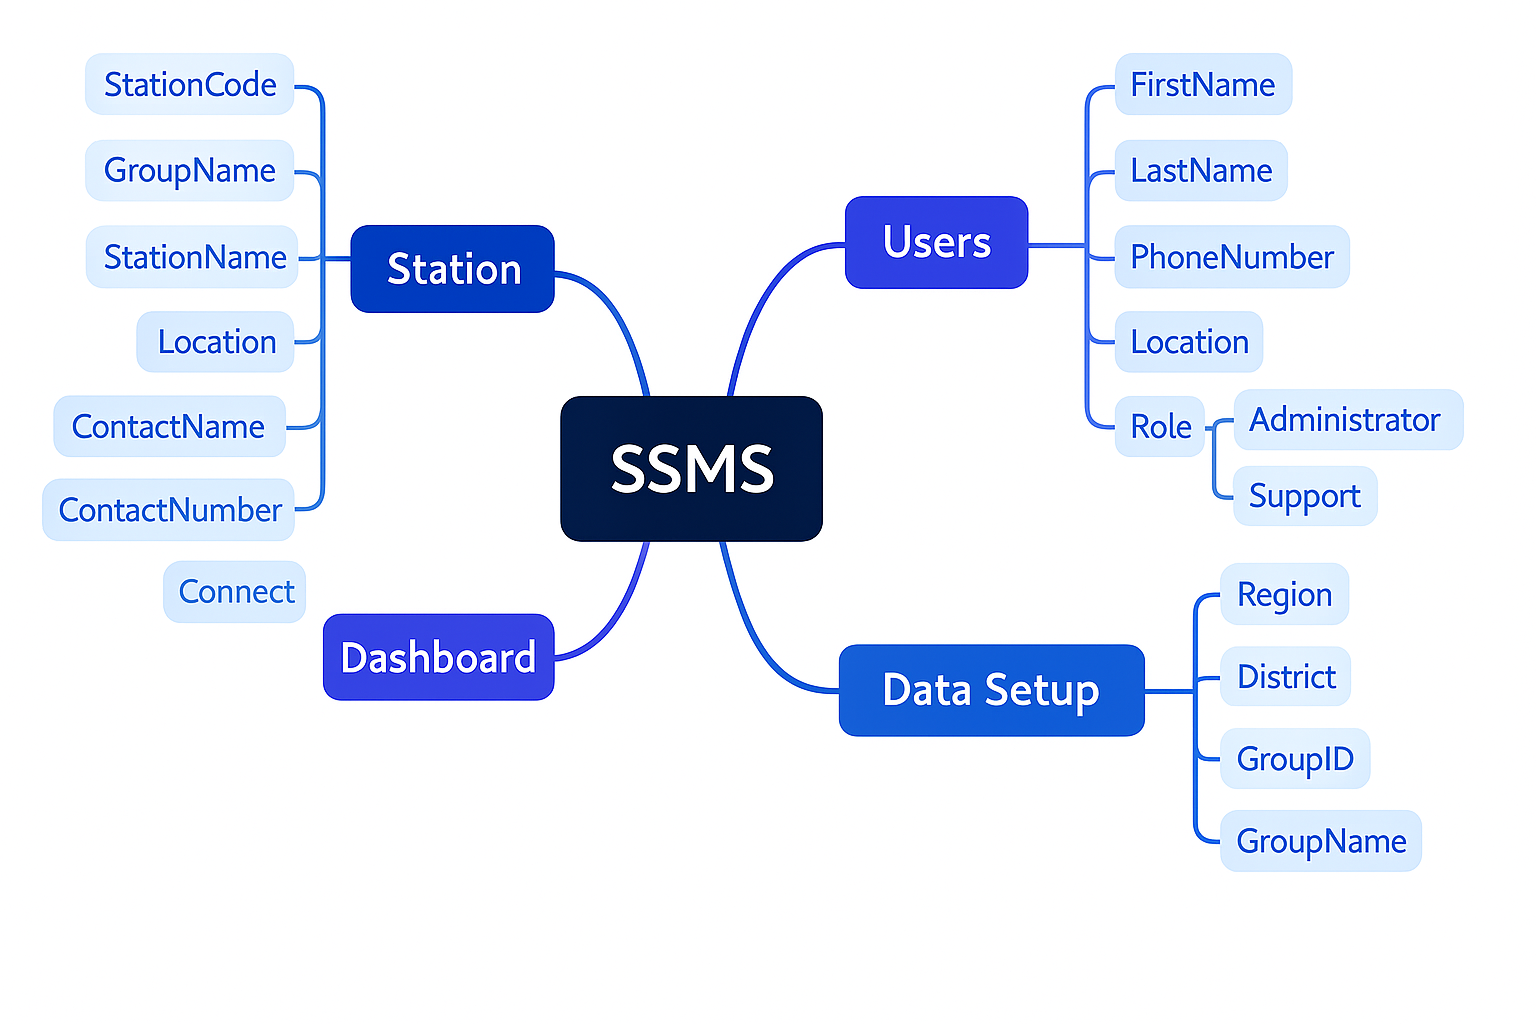 SSMS
Station
StationCode
GroupName
StationName
Location
ContactName
ContactNumber
Connect
Dashboard
Users
FirstName
LastName
PhoneNumber
Location
Role
Administrator
Support
Data Setup
Region
District
GroupID
GroupName